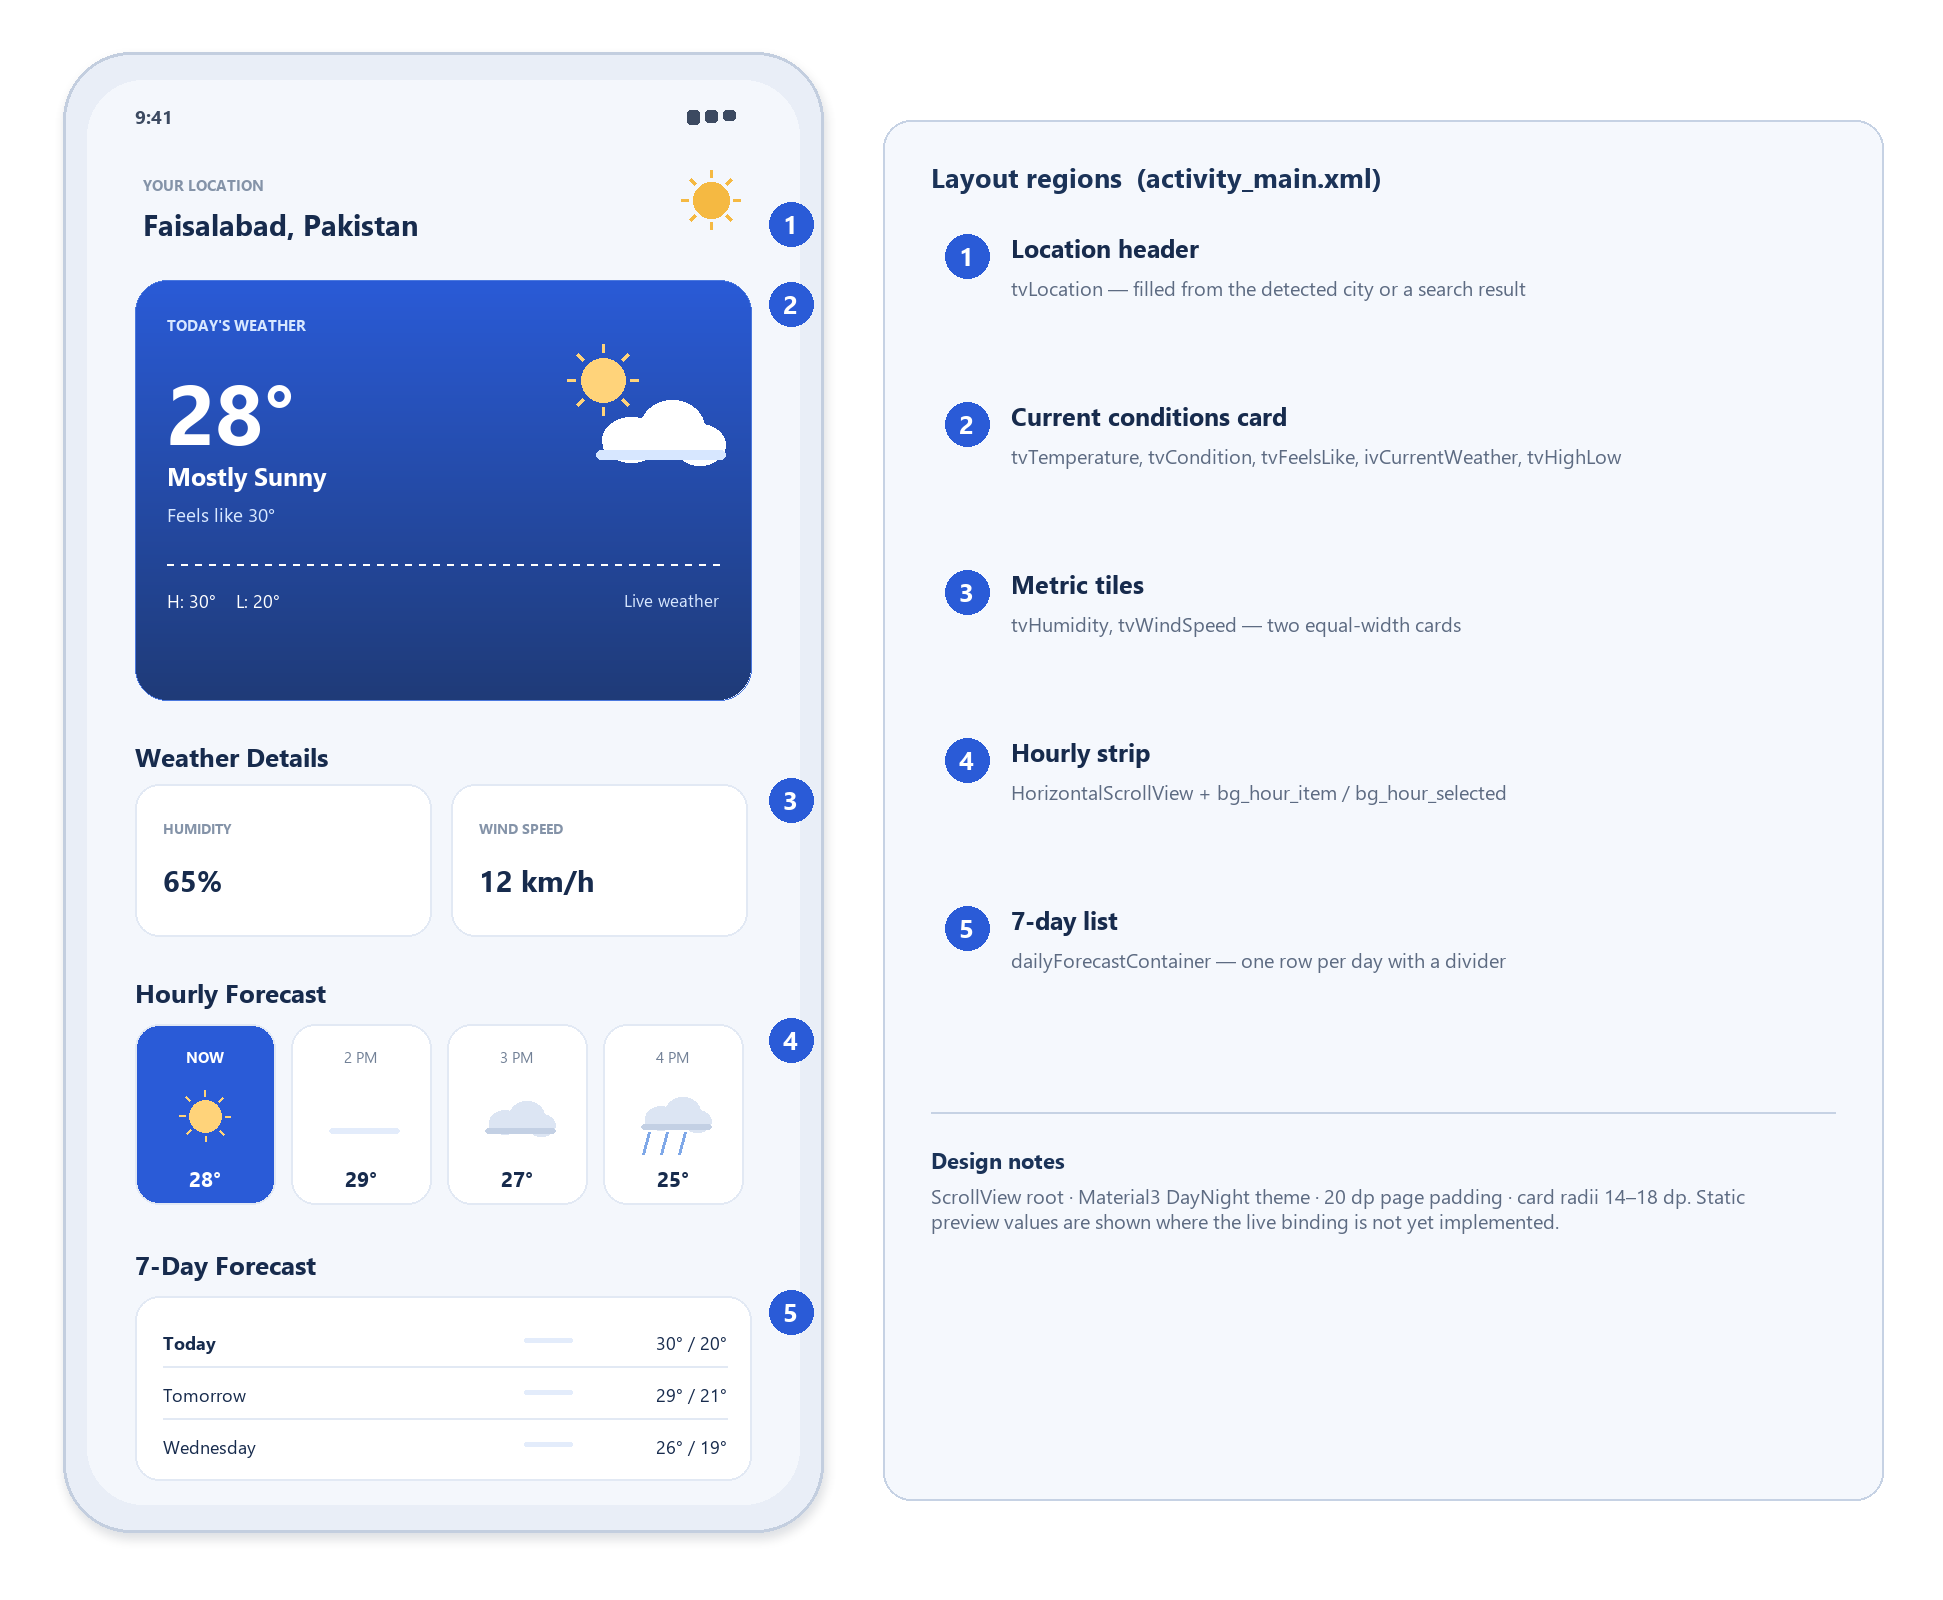 9:41
YOUR LOCATION
Faisalabad, Pakistan
1
2
TODAY'S WEATHER
28°
Mostly Sunny
Feels like 30°
H: 30° L: 20°
Live weather
Weather Details
3
HUMIDITY
65%
WIND SPEED
12 km/h
Hourly Forecast
4
NOW
28°
2 PM
29°
3 PM
27°
4 PM
25°
7-Day Forecast
5
Today 30° / 20°
Tomorrow 29° / 21°
Wednesday 26° / 19°
Layout regions (activity_main.xml)
1 Location header
tvLocation — filled from the detected city or a search result
2 Current conditions card
tvTemperature, tvCondition, tvFeelsLike, ivCurrentWeather, tvHighLow
3 Metric tiles
tvHumidity, tvWindSpeed — two equal-width cards
4 Hourly strip
HorizontalScrollView + bg_hour_item / bg_hour_selected
5 7-day list
dailyForecastContainer — one row per day with a divider
Design notes
ScrollView root · Material3 DayNight theme · 20 dp page padding · card radii 14–18 dp. Static
preview values are shown where the live binding is not yet implemented.